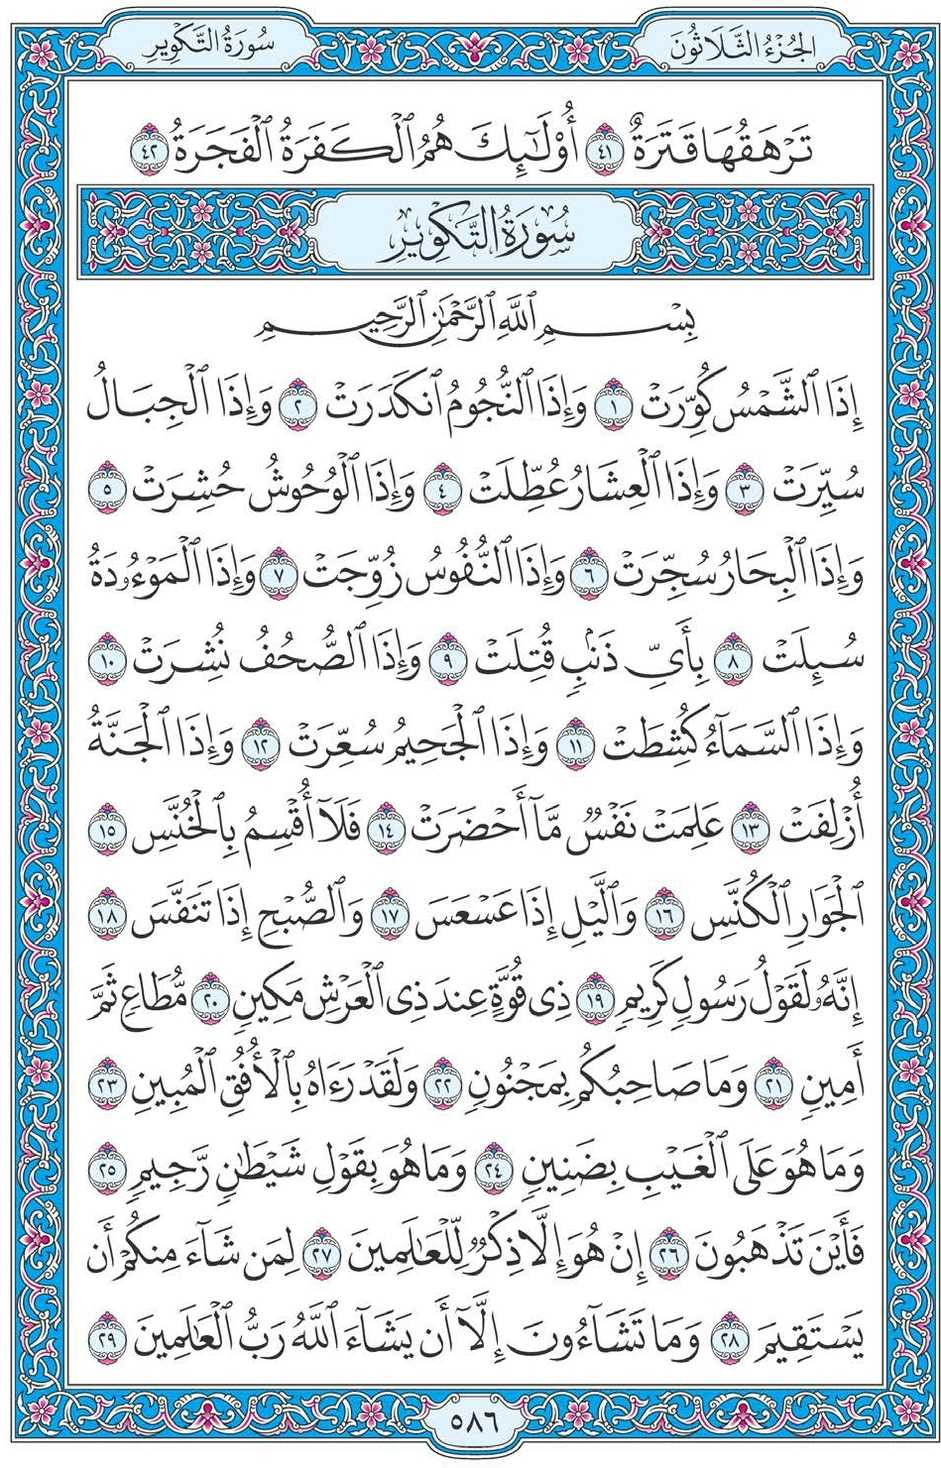 الجُزْءُ الثَّلَاثُونَ
سُورَةُ التَّكْوِيرِ
تَرْهَقُهَا قَتَرَةٌ ٤١ أُوْلَٰٓئِكَ هُمُ ٱلْكَفَرَةُ ٱلْفَجَرَةُ ٤٢
سُورَةُ التَّكْوِيرِ
بِسْمِ ٱللَّهِ ٱلرَّحْمَٰنِ ٱلرَّحِيمِ
إِذَا ٱلشَّمْسُ كُوِّرَتْ ١ وَإِذَا ٱلنُّجُومُ ٱنكَدَرَتْ ٢ وَإِذَا ٱلْجِبَالُ
سُيِّرَتْ ٣ وَإِذَا ٱلْعِشَارُ عُطِّلَتْ ٤ وَإِذَا ٱلْوُحُوشُ حُشِرَتْ ٥
وَإِذَا ٱلْبِحَارُ سُجِّرَتْ ٦ وَإِذَا ٱلنُّفُوسُ زُوِّجَتْ ٧ وَإِذَا ٱلْمَوْءُۥدَةُ
سُئِلَتْ ٨ بِأَيِّ ذَنۢبٍ قُتِلَتْ ٩ وَإِذَا ٱلصُّحُفُ نُشِرَتْ ١٠
وَإِذَا ٱلسَّمَآءُ كُشِطَتْ ١١ وَإِذَا ٱلْجَحِيمُ سُعِّرَتْ ١٢ وَإِذَا ٱلْجَنَّةُ
أُزْلِفَتْ ١٣ عَلِمَتْ نَفْسٌ مَّآ أَحْضَرَتْ ١٤ فَلَآ أُقْسِمُ بِٱلْخُنَّسِ ١٥
ٱلْجَوَارِ ٱلْكُنَّسِ ١٦ وَٱلَّيْلِ إِذَا عَسْعَسَ ١٧ وَٱلصُّبْحِ إِذَا تَنَفَّسَ ١٨
إِنَّهُۥ لَقَوْلُ رَسُولٍ كَرِيمٍ ١٩ ذِى قُوَّةٍ عِندَ ذِى ٱلْعَرْشِ مَكِينٍ ٢٠ مُّطَاعٍ ثَمَّ
أَمِينٍ ٢١ وَمَا صَاحِبُكُم بِمَجْنُونٍ ٢٢ وَلَقَدْ رَءَاهُ بِٱلْأُفُقِ ٱلْمُبِينِ ٢٣
وَمَا هُوَ عَلَى ٱلْغَيْبِ بِضَنِينٍ ٢٤ وَمَا هُوَ بِقَوْلِ شَيْطَٰنٍ رَّجِيمٍ ٢٥
فَأَيْنَ تَذْهَبُونَ ٢٦ إِنْ هُوَ إِلَّا ذِكْرٌ لِّلْعَٰلَمِينَ ٢٧ لِمَن شَآءَ مِنكُمْ أَن
يَسْتَقِيمَ ٢٨ وَمَا تَشَآءُونَ إِلَّآ أَن يَشَآءَ ٱللَّهُ رَبُّ ٱلْعَٰلَمِينَ ٢٩
٥٨٦